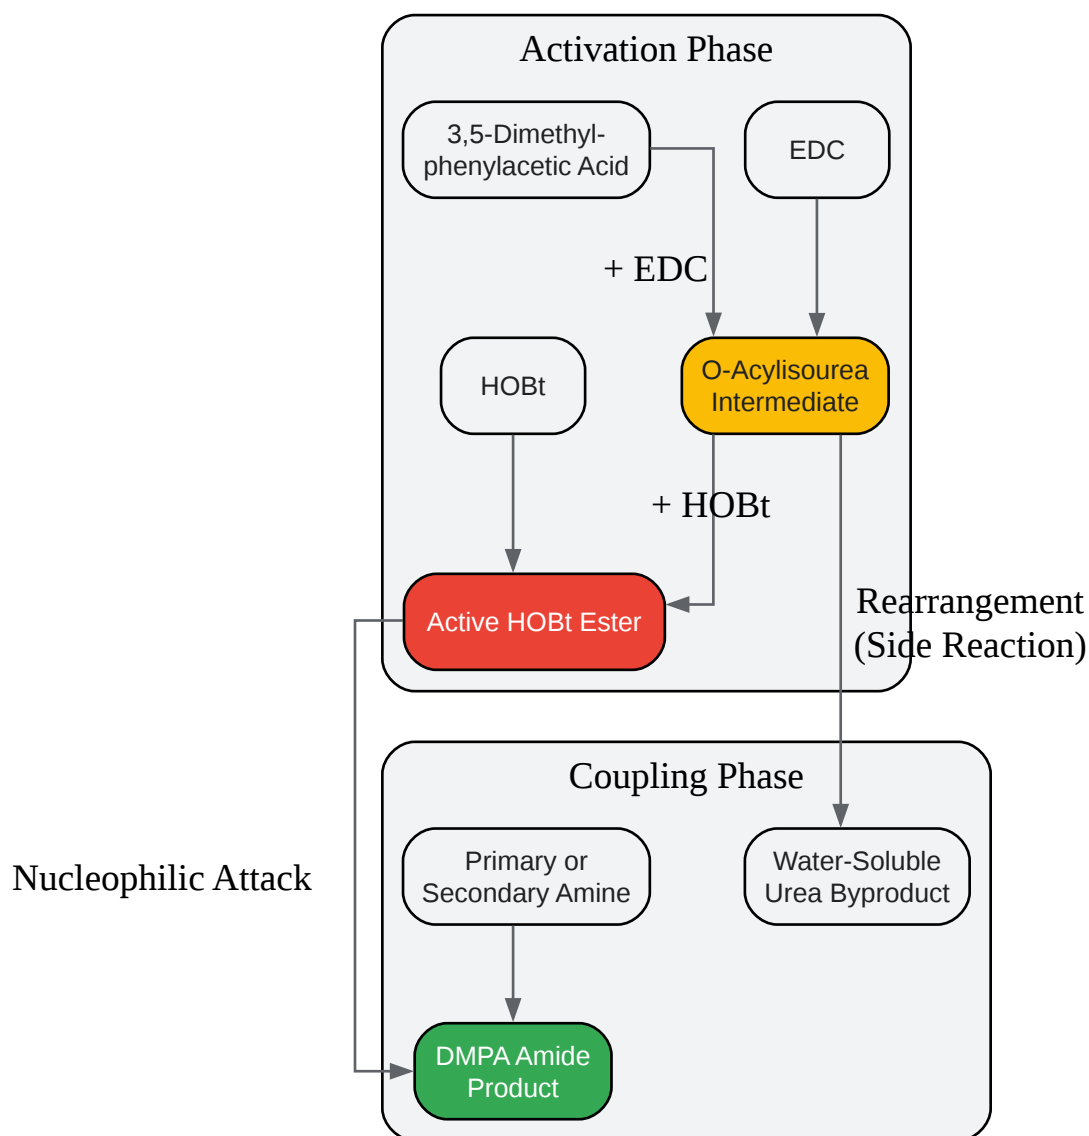 Activation Phase
3,5-Dimethyl-
phenylacetic Acid
EDC
+ EDC
HOBt
O-Acylisourea
Intermediate
+ HOBt
Active HOBt Ester
Rearrangement
(Side Reaction)
Coupling Phase
Nucleophilic Attack
Primary or
Secondary Amine
Water-Soluble
Urea Byproduct
DMPA Amide
Product